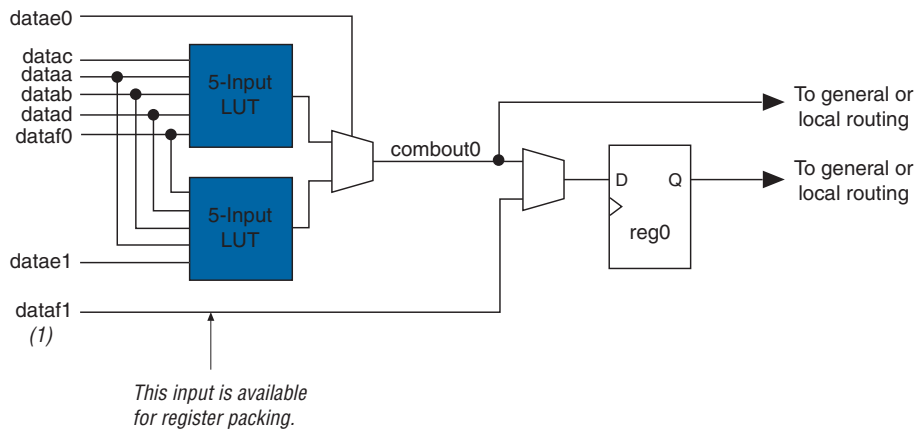 datae0
datac
dataa
datab
datad
dataf0
5-Input
LUT
5-Input
LUT
datae1
dataf1
(1)
combout0
D Q
reg0
To general or
local routing
To general or
local routing
This input is available
for register packing.